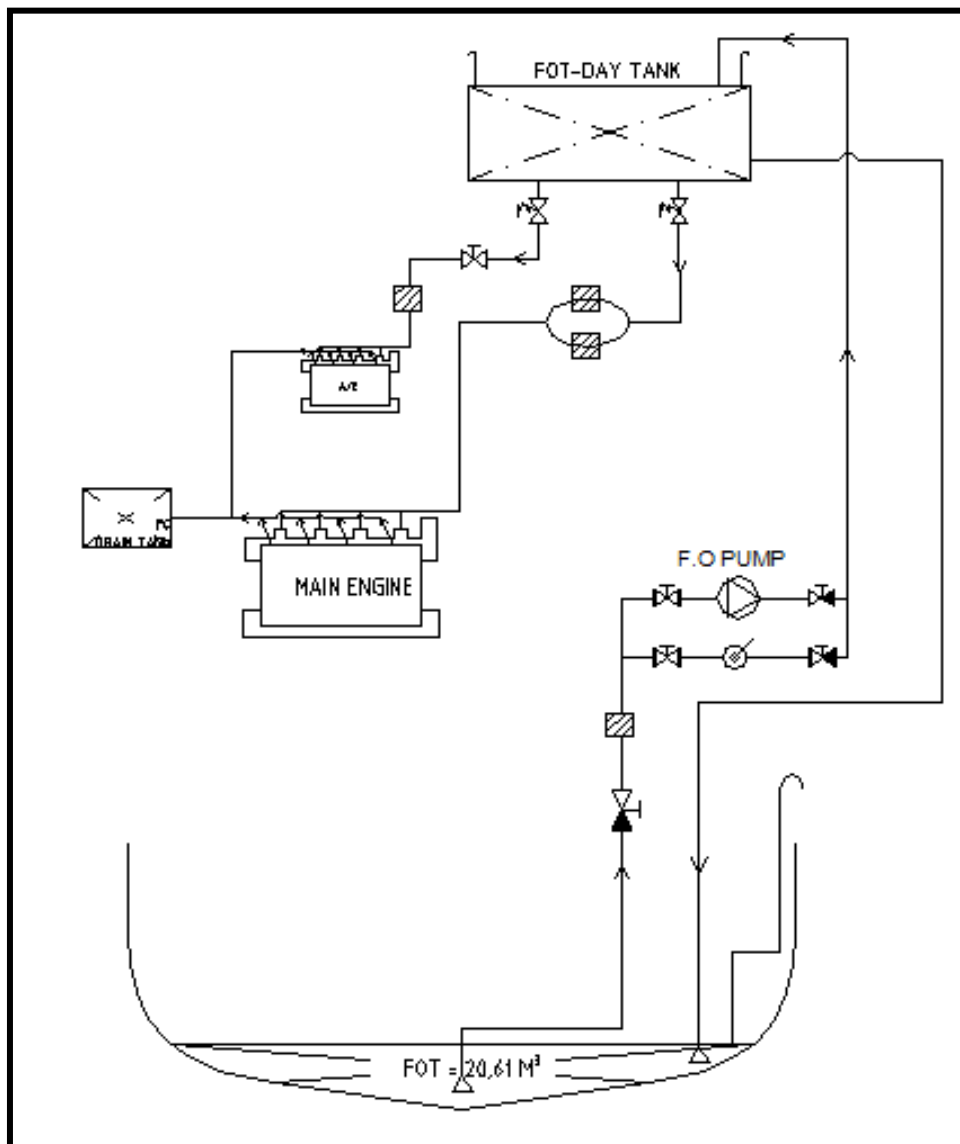 FOT-DAY TANK
A/E
DRAIN TANK
MAIN ENGINE
F.O PUMP
FOT = 20,61 M³